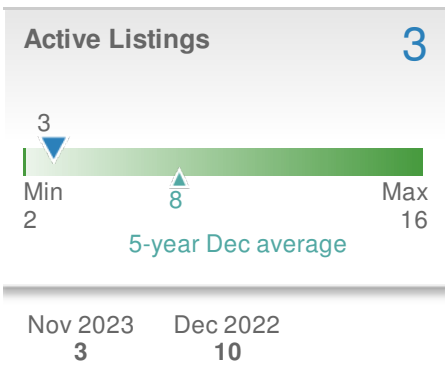 Active Listings 3
3
Min Max
8
2 16
5-year Dec average
Nov 2023 Dec 2022
3 10